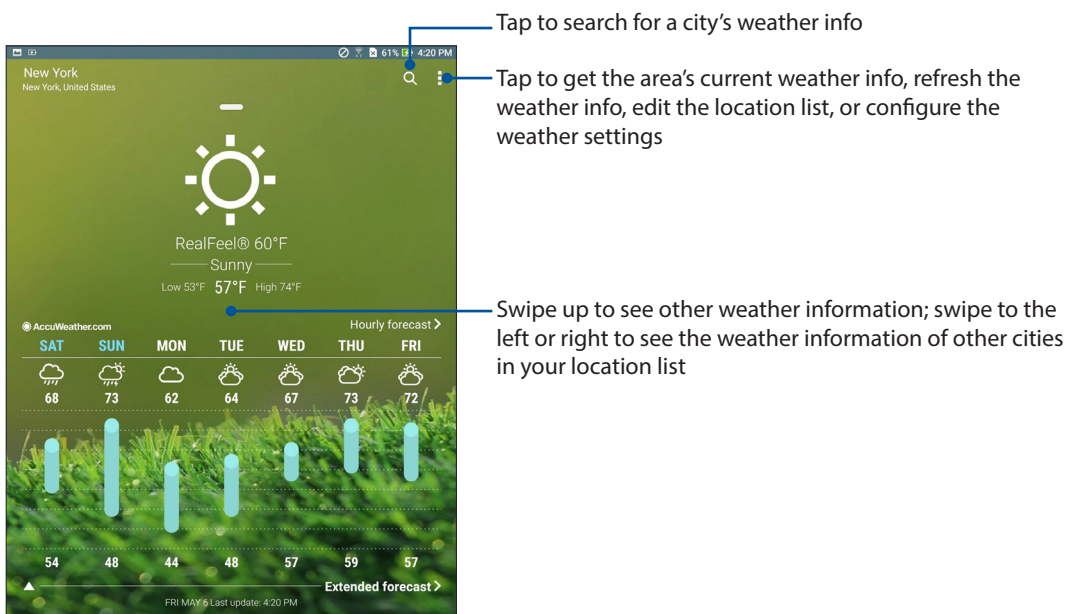 Tap to search for a city’s weather info
61% 4:20 PM
New York
New York, United States
Tap to get the area’s current weather info, refresh the
weather info, edit the location list, or configure the
weather settings
RealFeel® 60°F
Sunny
Low 53°F 57°F High 74°F
Swipe up to see other weather information; swipe to the
left or right to see the weather information of other cities
in your location list
AccuWeather.com Hourly forecast >
SAT SUN MON TUE WED THU FRI
68 73 62 64 67 73 72
54 48 44 48 57 59 57
Extended forecast >
FRI MAY 6 Last update: 4:20 PM